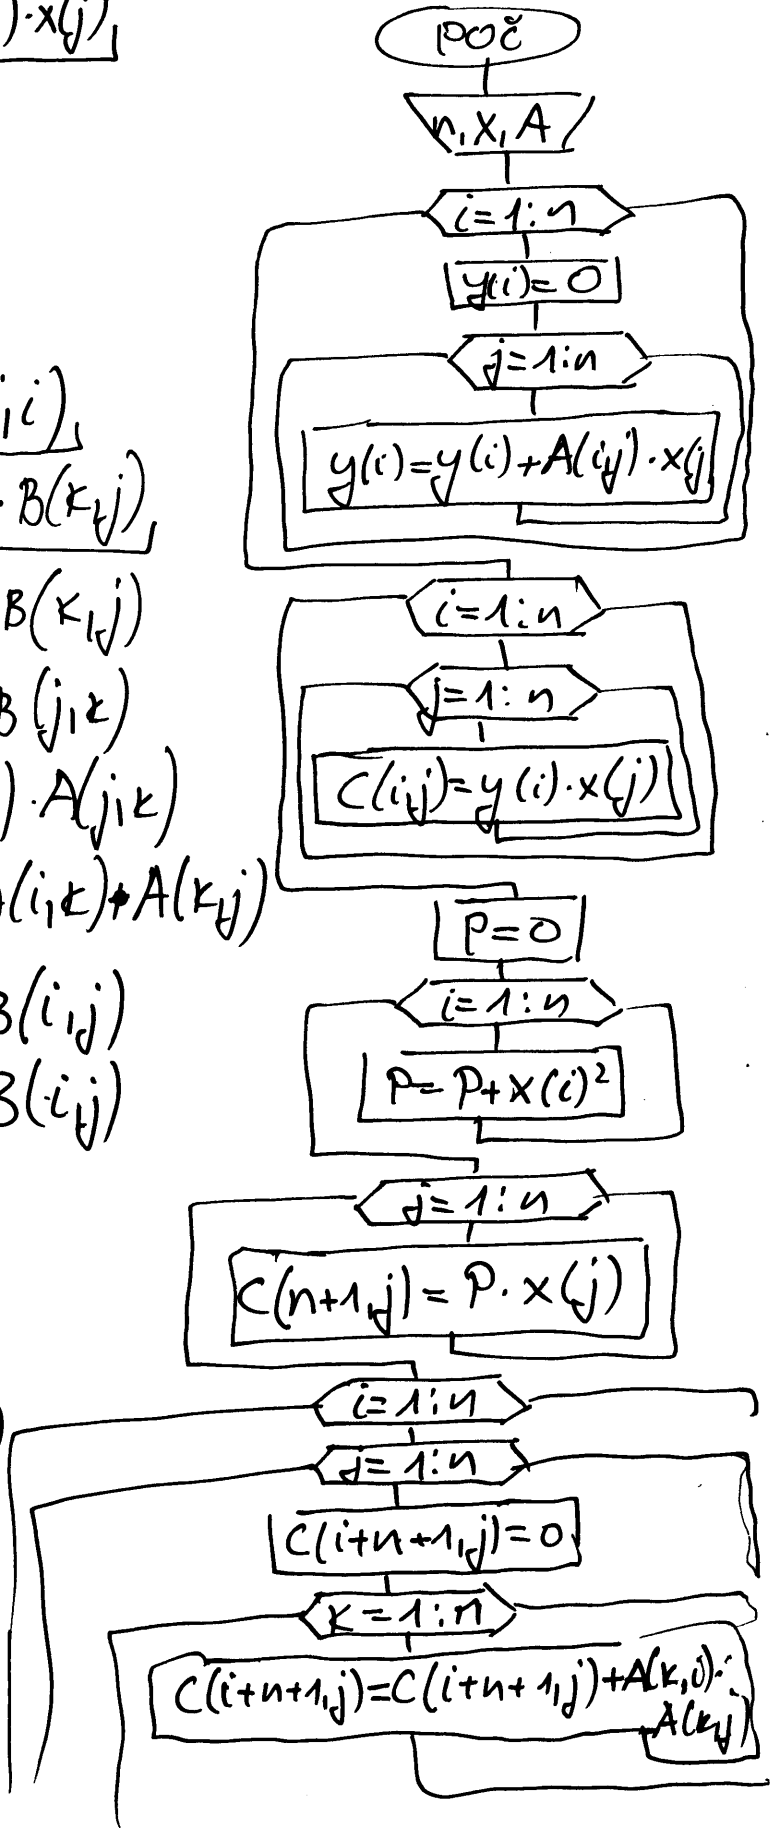 )·x(j)
POČ
n, x, A
i=1:n
y(i)=0
j=1:n
y(i)=y(i)+A(i,j)·x(j
,i)
·B(k,j)
i=1:n
B(k,j)
j=1:n
B(j,k)
C(i,j)=y(i)·x(j)
)·A(j,k)
(i,k)·A(k,j)
P=0
i=1:n
B(i,j)
P=P+x(i)²
B(i,j)
j=1:n
C(n+1,j)=P·x(j)
i=1:n
j=1:n
C(i+n+1,j)=0
k=1:n
C(i+n+1,j)=C(i+n+1,j)+A(k,i)·
A(k,j)